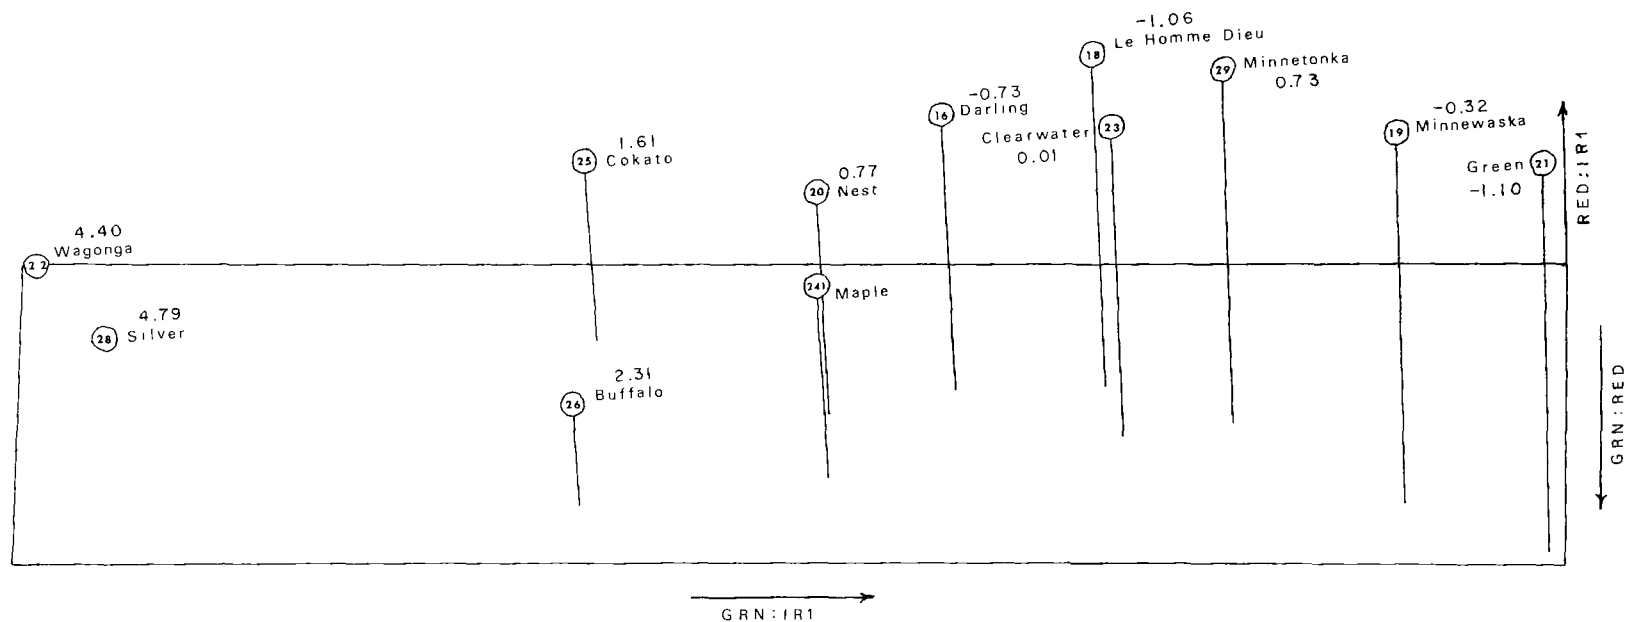 -1.06
18 Le Homme Dieu
29 Minnetonka
0.73
-0.73
16 Darling
Clearwater 23
0.01
-0.32
19 Minnewaska
1.61
25 Cokato
0.77
20 Nest
Green 21
-1.10
RED:IR1
4.40
Wagonga
22
241 Maple
4.79
28 Silver
2.31
26 Buffalo
GRN:RED
GRN:IR1